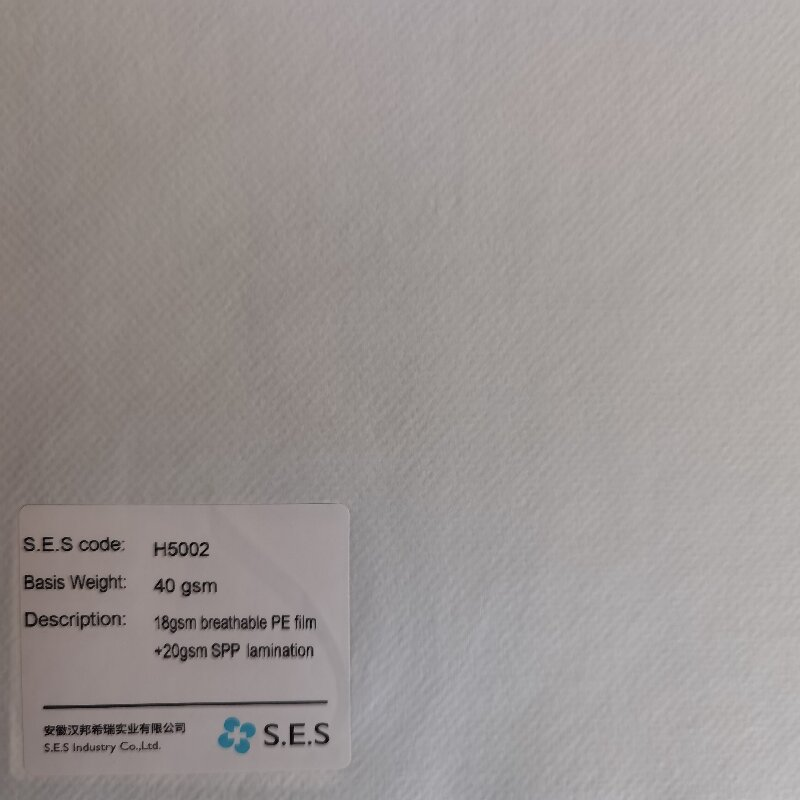 S.E.S code: H5002
Basis Weight: 40 gsm
Description: 18gsm breathable PE film
+20gsm SPP lamination
安徽汉邦希瑞实业有限公司
S.E.S Industry Co.,Ltd.
S.E.S